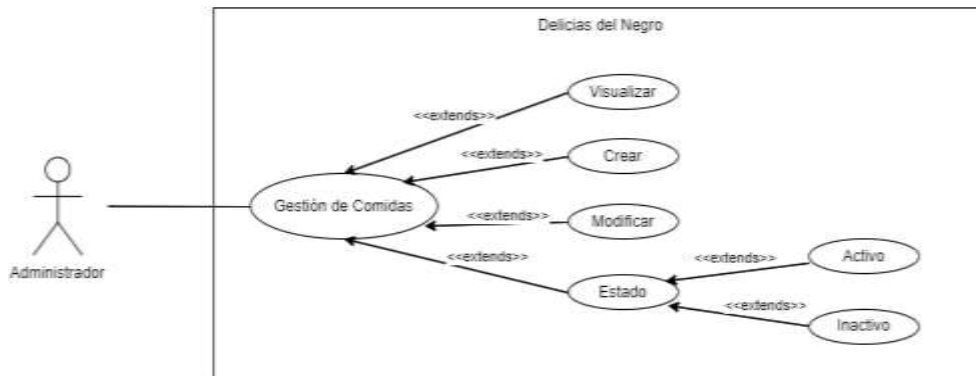 Delicias del Negro
Visualizar
<<extends>>
Crear
<<extends>>
Gestión de Comidas
Modificar
<<extends>>
Activo
<<extends>>
<<extends>>
Administrador
Estado
<<extends>>
Inactivo